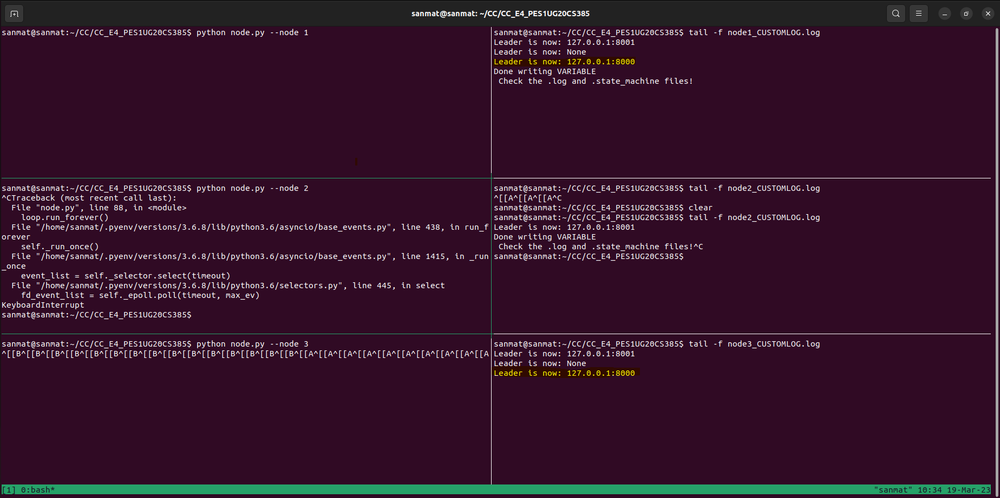 sanmat@sanmat: ~/CC/CC_E4_PES1UG20CS385
sanmat@sanmat:~/CC/CC_E4_PES1UG20CS385$ python node.py --node 1
sanmat@sanmat:~/CC/CC_E4_PES1UG20CS385$ tail -f node1_CUSTOMLOG.log
Leader is now: 127.0.0.1:8001
Leader is now: None
Leader is now: 127.0.0.1:8000
Done writing VARIABLE
 Check the .log and .state_machine files!
sanmat@sanmat:~/CC/CC_E4_PES1UG20CS385$ python node.py --node 2
^CTraceback (most recent call last):
  File "node.py", line 88, in <module>
    loop.run_forever()
  File "/home/sanmat/.pyenv/versions/3.6.8/lib/python3.6/asyncio/base_events.py", line 438, in run_f
orever
    self._run_once()
  File "/home/sanmat/.pyenv/versions/3.6.8/lib/python3.6/asyncio/base_events.py", line 1415, in _run
_once
    event_list = self._selector.select(timeout)
  File "/home/sanmat/.pyenv/versions/3.6.8/lib/python3.6/selectors.py", line 445, in select
    fd_event_list = self._epoll.poll(timeout, max_ev)
KeyboardInterrupt
sanmat@sanmat:~/CC/CC_E4_PES1UG20CS385$
sanmat@sanmat:~/CC/CC_E4_PES1UG20CS385$ tail -f node2_CUSTOMLOG.log
^[[A^[[A^[[A^C
sanmat@sanmat:~/CC/CC_E4_PES1UG20CS385$ clear
sanmat@sanmat:~/CC/CC_E4_PES1UG20CS385$ tail -f node2_CUSTOMLOG.log
Leader is now: 127.0.0.1:8001
Done writing VARIABLE
 Check the .log and .state_machine files!^C
sanmat@sanmat:~/CC/CC_E4_PES1UG20CS385$
sanmat@sanmat:~/CC/CC_E4_PES1UG20CS385$ python node.py --node 3
^[[B^[[B^[[B^[[B^[[B^[[B^[[B^[[B^[[B^[[B^[[B^[[B^[[B^[[B^[[B^[[A^[[A^[[A^[[A^[[A^[[A^[[A^[[A^[[A^[[A
sanmat@sanmat:~/CC/CC_E4_PES1UG20CS385$ tail -f node3_CUSTOMLOG.log
Leader is now: 127.0.0.1:8001
Leader is now: None
Leader is now: 127.0.0.1:8000
[1] 0:bash*
"sanmat" 10:34 19-Mar-23